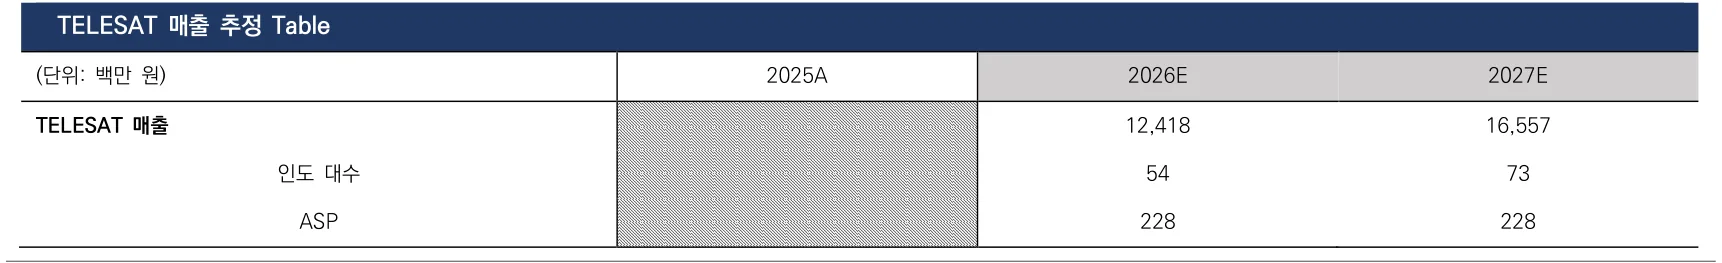 TELESAT 매출 추정 Table
(단위: 백만 원) 2025A 2026E 2027E
TELESAT 매출 12,418 16,557
인도 대수 54 73
ASP 228 228